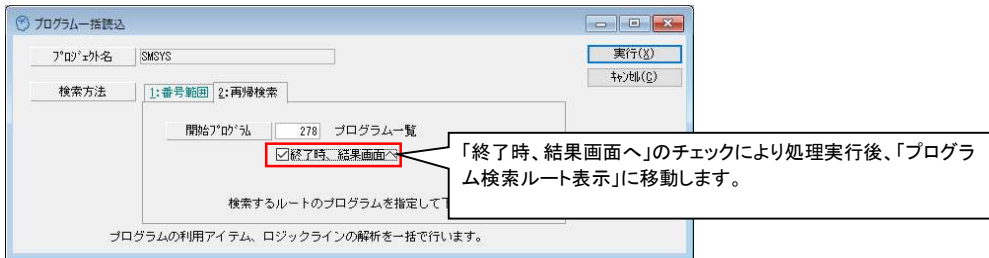 プログラム一括読込
プロジェクト名 SMSYS 実行(X)
キャンセル(C)
検索方法 1:番号範囲 2:再帰検索
開始プログラム 278 プログラム一覧
終了時、結果画面へ
「終了時、結果画面へ」のチェックにより処理実行後、「プログラ
ム検索ルート表示」に移動します。
検索するルートのプログラムを指定して
プログラムの利用アイテム、ロジックラインの解析を一括で行います。